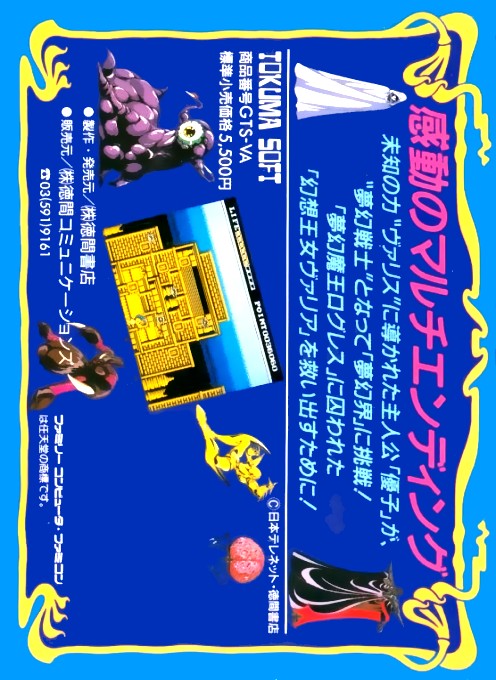 感動のマルチエンディング
未知の力“ヴァリス”に導かれた主人公「優子」が、
“夢幻戦士”となって「夢幻界」に挑戦！
「夢幻魔王ログレス」に囚われた
「幻想王女ヴァリア」を救い出すために！
TOKUMA SOFT
商品番号GTS-VA
標準小売価格5,500円
©日本テレネット・徳間書店
POINT0036060
●製作・発売元／㈱徳間書店
●販売元／㈱徳間コミュニケーションズ
☎03(591)9161
ファミリーコンピュータ・ファミコン
は任天堂の商標です。